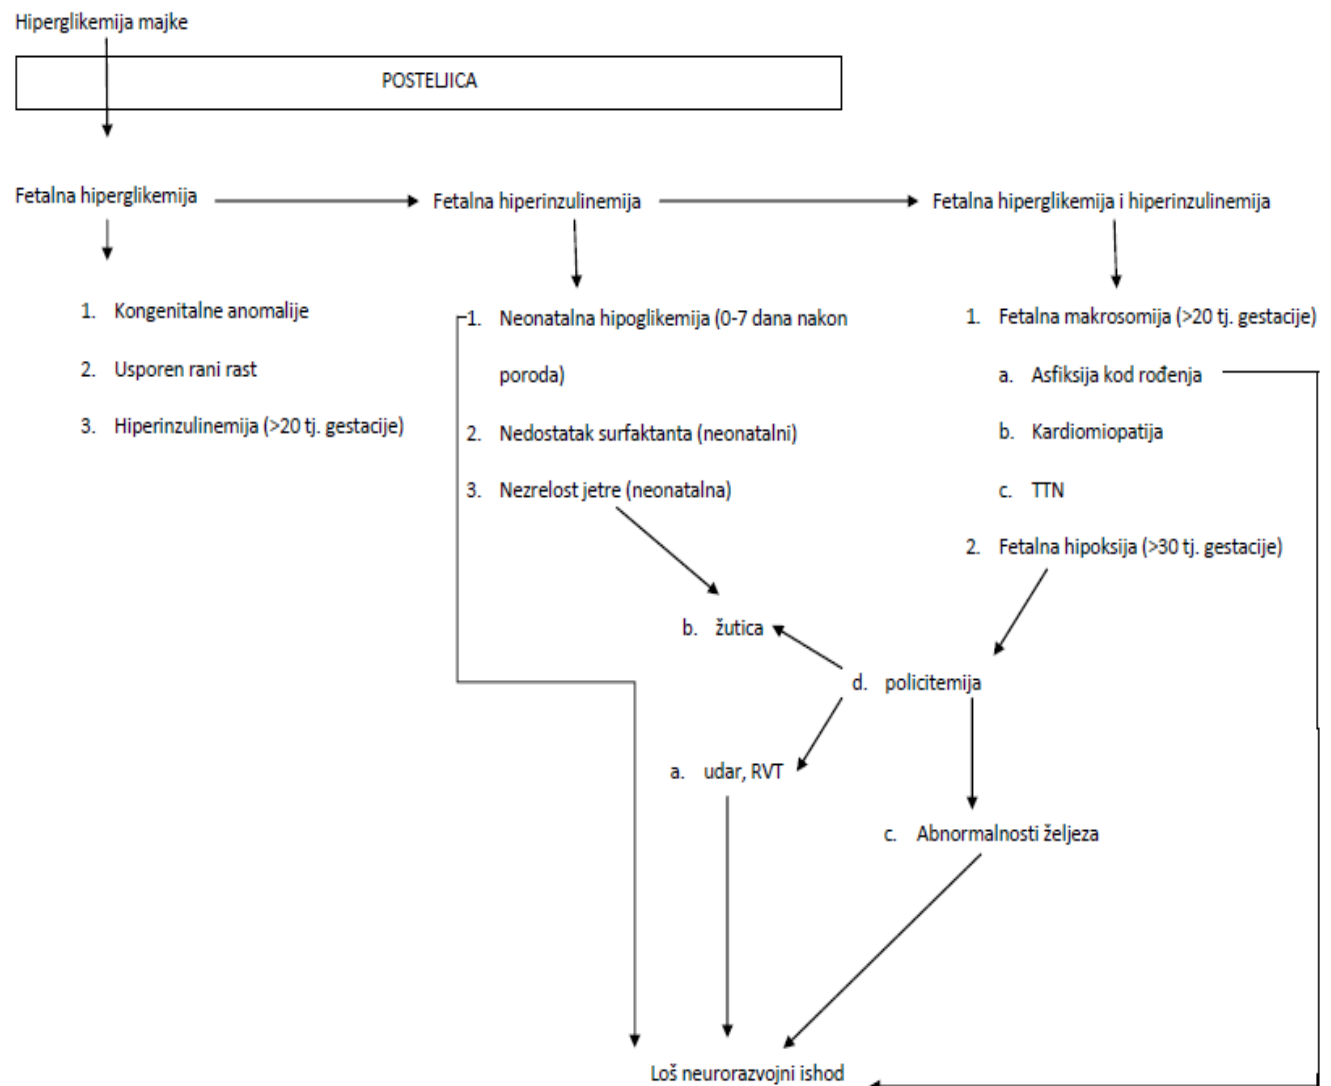 Hiperglikemija majke
POSTELJICA
Fetalna hiperglikemija
Fetalna hiperinzulinemija
Fetalna hiperglikemija i hiperinzulinemija
1. Kongenitalne anomalije
2. Usporen rani rast
3. Hiperinzulinemija (>20 tj. gestacije)
1. Neonatalna hipoglikemija (0-7 dana nakon
poroda)
2. Nedostatak surfaktanta (neonatalni)
3. Nezrelost jetre (neonatalna)
1. Fetalna makrosomija (>20 tj. gestacije)
a. Asfiksija kod rođenja
b. Kardiomiopatija
c. TTN
2. Fetalna hipoksija (>30 tj. gestacije)
b. žutica
d. policitemija
a. udar, RVT
c. Abnormalnosti željeza
Loš neurorazvojni ishod